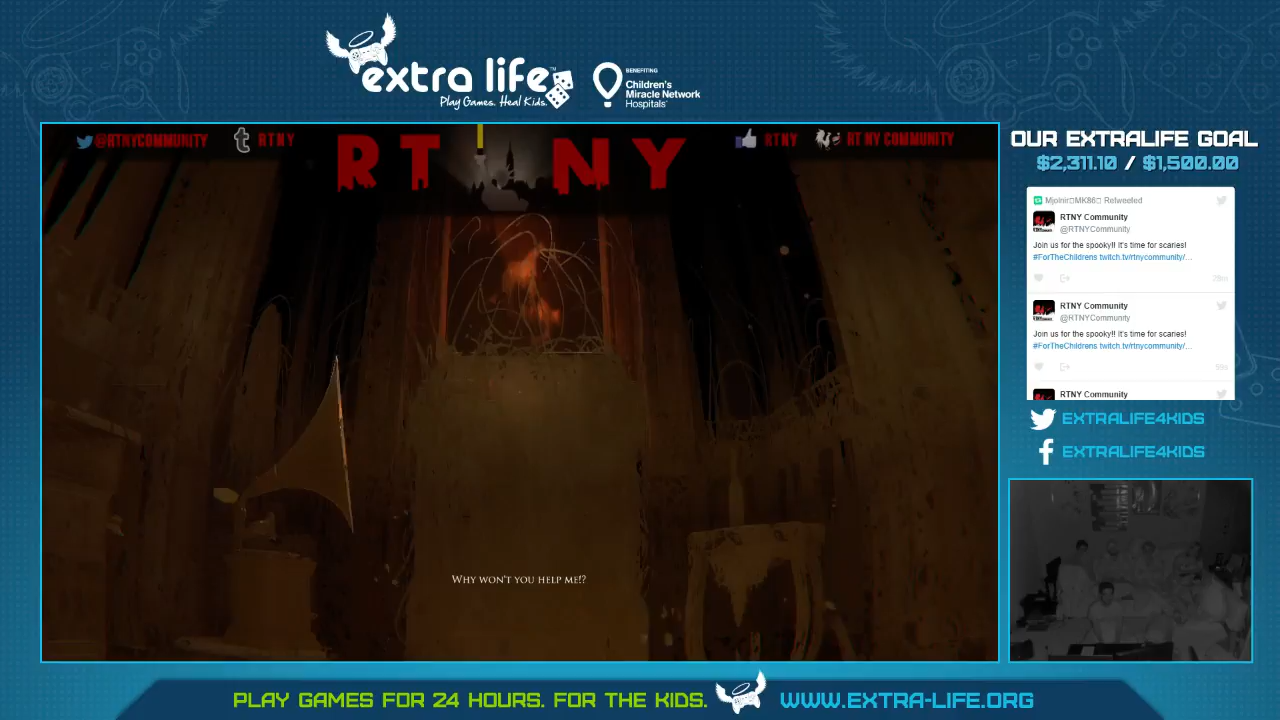 extra life™
Play Games. Heal Kids.
BENEFITING
Children's
Miracle Network
Hospitals
@RTNYCOMMUNITY
RTNY
RT NY
RTNY
RT NY COMMUNITY
OUR EXTRALIFE GOAL
$2,311.10 / $1,500.00
Retweeted
RTNY Community
@RTNYCommunity
Join us for the spooky!! It's time for scaries!
#ForTheChildrens twitch.tv/rtnycommunity/...
RTNY Community
@RTNYCommunity
Join us for the spooky!! It's time for scaries!
#ForTheChildrens twitch.tv/rtnycommunity/...
RTNY Community
EXTRALIFE4KIDS
EXTRALIFE4KIDS
WHY WON'T YOU HELP ME!?
PLAY GAMES FOR 24 HOURS. FOR THE KIDS.
WWW.EXTRA-LIFE.ORG